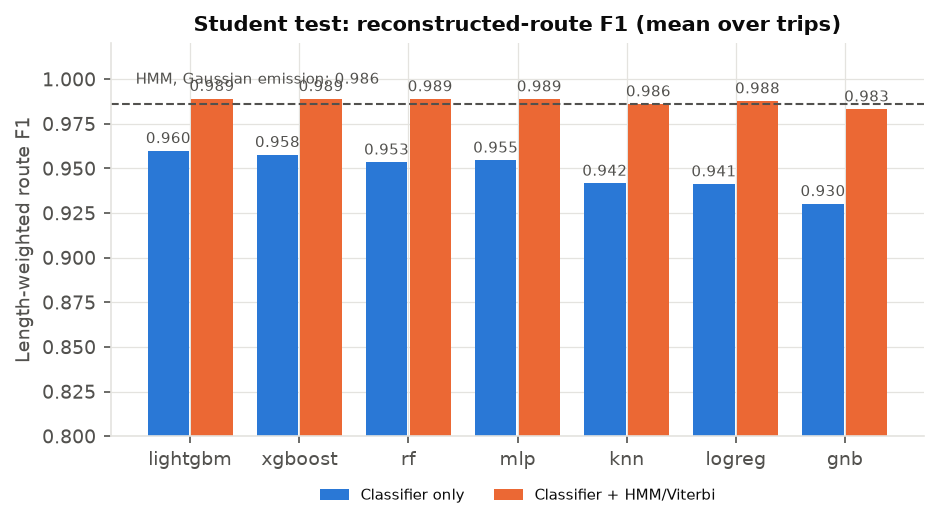 Student test: reconstructed-route F1 (mean over trips)
Length-weighted route F1
1.000
0.975
0.950
0.925
0.900
0.875
0.850
0.825
0.800
HMM, Gaussian emission: 0.986
0.960
0.989
0.958
0.989
0.953
0.989
0.955
0.989
0.942
0.986
0.941
0.988
0.930
0.983
lightgbm
xgboost
rf
mlp
knn
logreg
gnb
Classifier only
Classifier + HMM/Viterbi